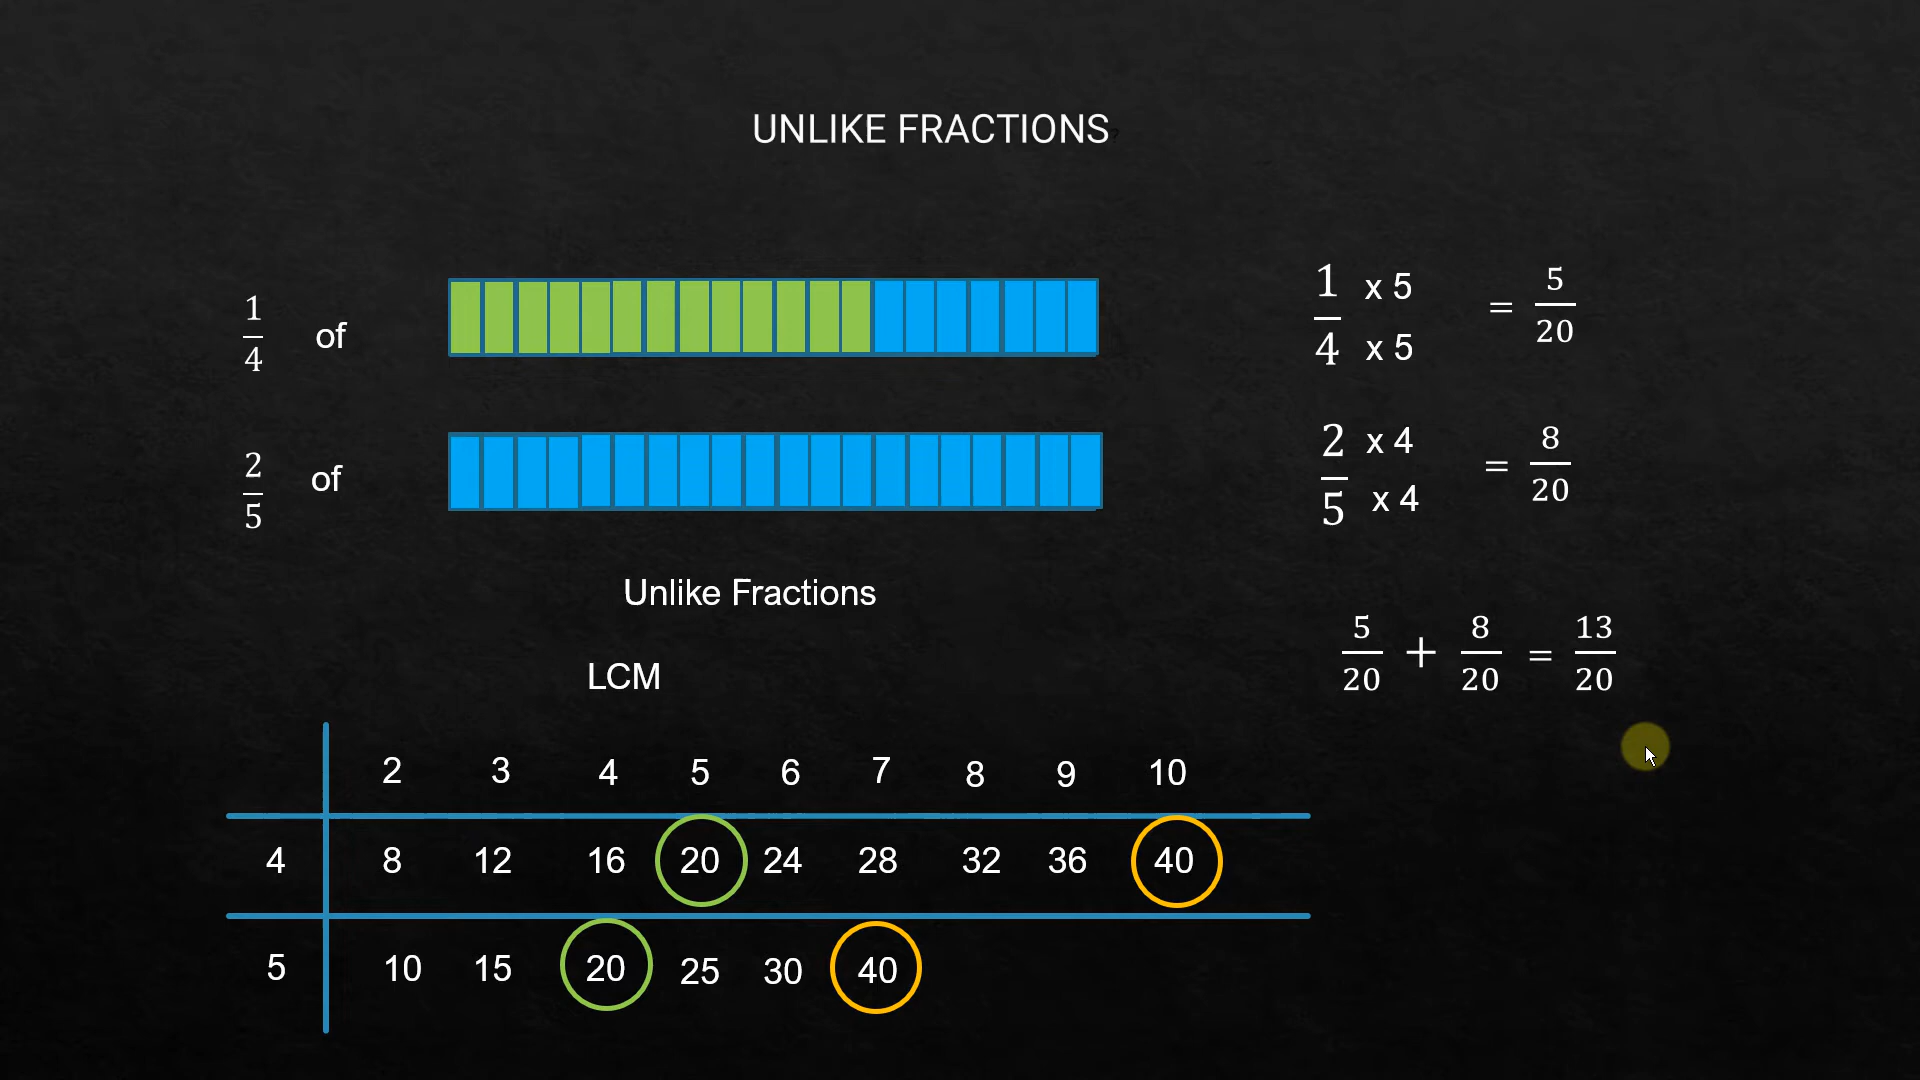 UNLIKE FRACTIONS
1/4 of
2/5 of
1 x 5 = 5
4 x 5 20
2 x 4 = 8
5 x 4 20
Unlike Fractions
5/20 + 8/20 = 13/20
LCM
2 3 4 5 6 7 8 9 10
4 8 12 16 20 24 28 32 36 40
5 10 15 20 25 30 40